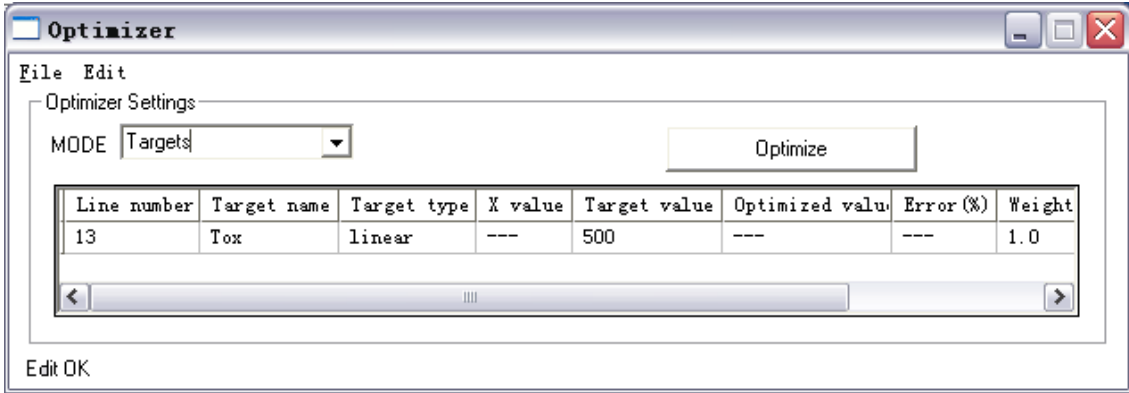 Optimizer
File Edit
Optimizer Settings
MODE Targets Optimize
Line number Target name Target type X value Target value Optimized valu Error(%) Weight
13 Tox linear --- 500 --- --- 1.0
Edit OK